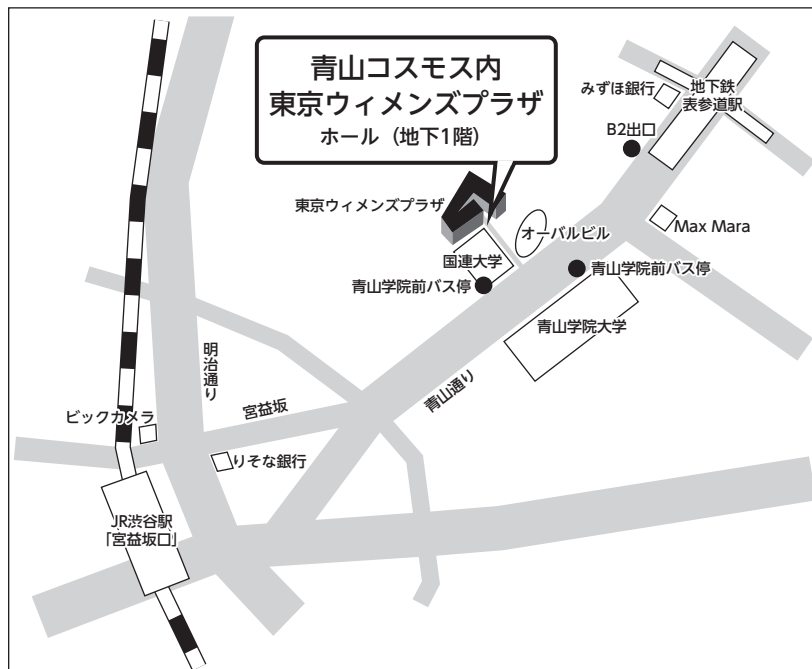 青山コスモス内
東京ウィメンズプラザ
ホール（地下1階）
みずほ銀行
地下鉄
表参道駅
B2出口
東京ウィメンズプラザ
オーバルビル
Max Mara
国連大学
青山学院前バス停
青山学院前バス停
青山学院大学
明治通り
青山通り
宮益坂
ビックカメラ
りそな銀行
JR渋谷駅
「宮益坂口」